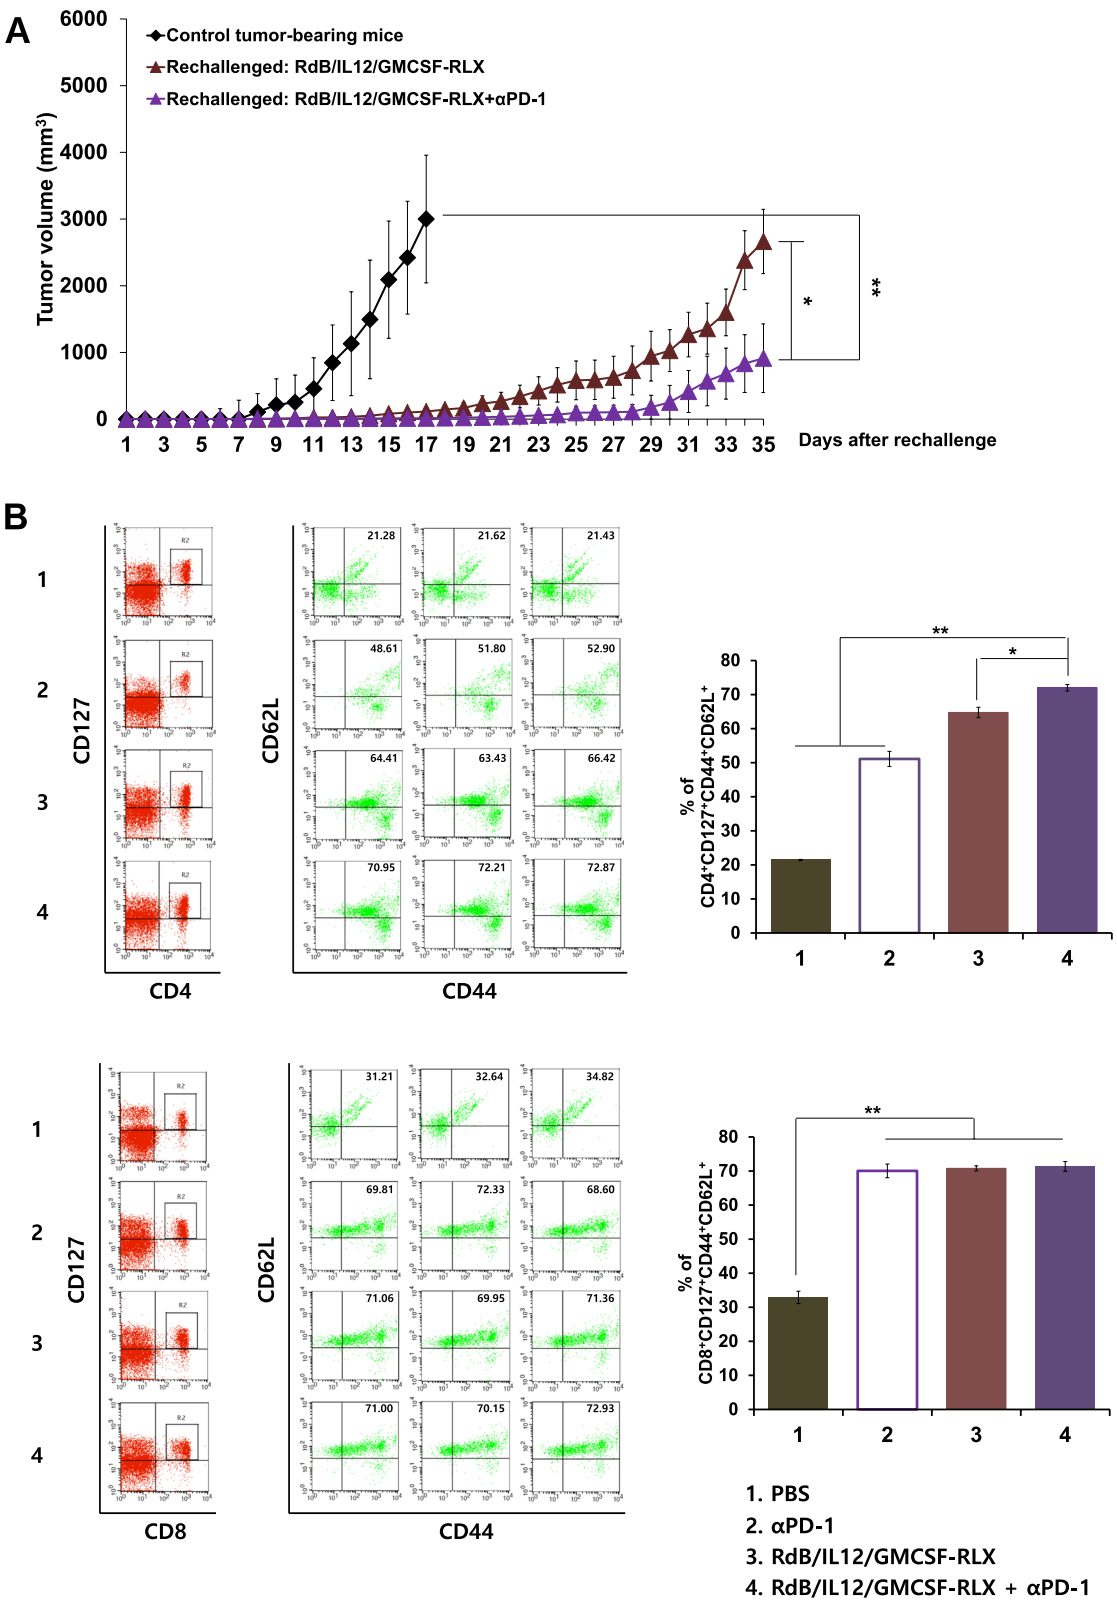 A
6000
5000
4000
3000
2000
1000
0
Tumor volume (mm³)
Control tumor-bearing mice
Rechallenged: RdB/IL12/GMCSF-RLX
Rechallenged: RdB/IL12/GMCSF-RLX+αPD-1
*
**
1 3 5 7 9 11 13 15 17 19 21 23 25 27 29 31 33 35
Days after rechallenge
B
1
2
3
4
CD127
CD4
R2
R2
R2
R2
CD62L
CD44
21.28 21.62 21.43
48.61 51.80 52.90
64.41 63.43 66.42
70.95 72.21 72.87
% of
CD4⁺CD127⁺CD44⁺CD62L⁺
80
70
60
50
40
30
20
10
0
**
*
1 2 3 4
1
2
3
4
CD127
CD8
R2
R2
R2
R2
CD62L
CD44
31.21 32.64 34.82
69.81 72.33 68.60
71.06 69.95 71.36
71.00 70.15 72.93
% of
CD8⁺CD127⁺CD44⁺CD62L⁺
80
70
60
50
40
30
20
10
0
**
1 2 3 4
1. PBS
2. αPD-1
3. RdB/IL12/GMCSF-RLX
4. RdB/IL12/GMCSF-RLX + αPD-1